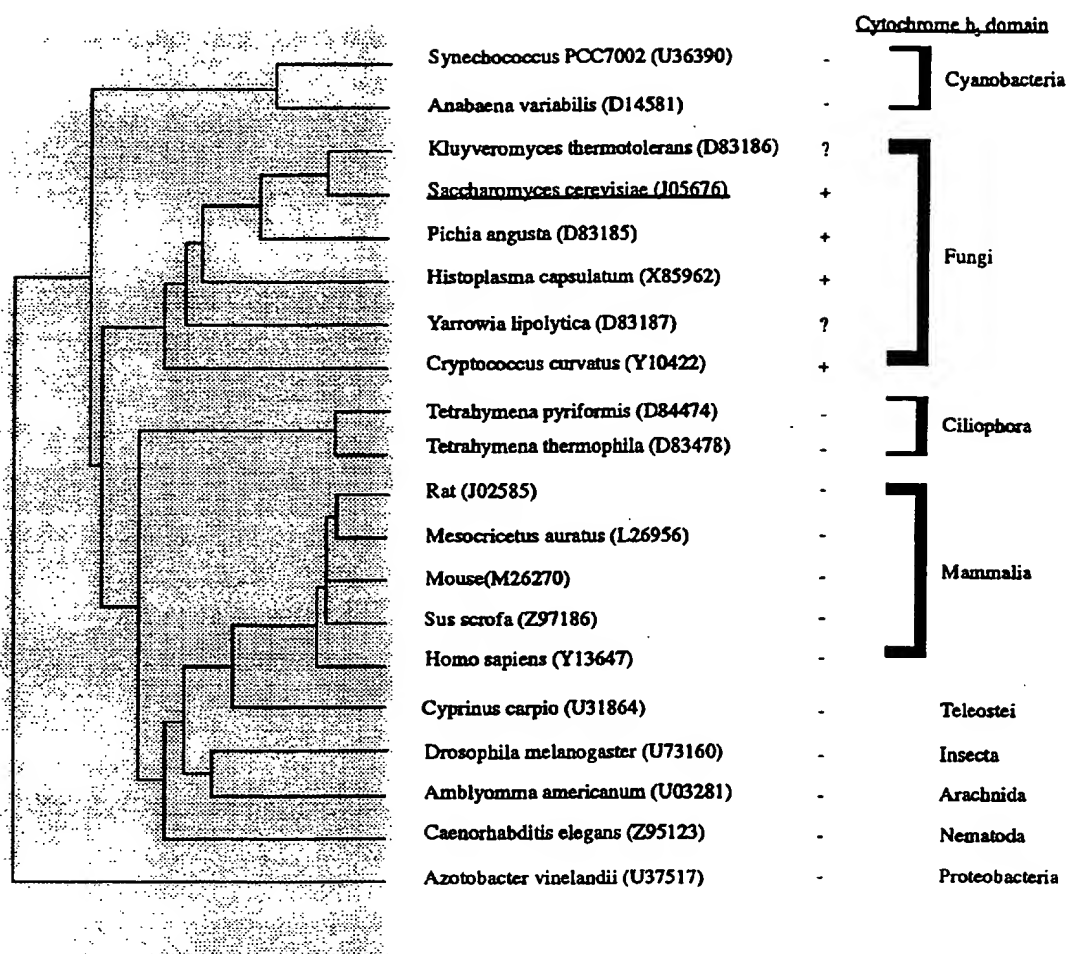 Cytochrome b5 domain
Synechococcus PCC7002 (U36390) -
Cyanobacteria
Anabaena variabilis (D14581) -
Kluyveromyces thermotolerans (D83186) ?
Saccharomyces cerevisiae (J05676) +
Pichia angusta (D83185) +
Fungi
Histoplasma capsulatum (X85962) +
Yarrowia lipolytica (D83187) ?
Cryptococcus curvatus (Y10422) +
Tetrahymena pyriformis (D84474) -
Ciliophora
Tetrahymena thermophila (D83478) -
Rat (J02585) -
Mesocricetus auratus (L26956) -
Mouse(M26270) -
Mammalia
Sus scrofa (Z97186) -
Homo sapiens (Y13647) -
Cyprinus carpio (U31864) - Teleostei
Drosophila melanogaster (U73160) - Insecta
Amblyomma americanum (U03281) - Arachnida
Caenorhabditis elegans (Z95123) - Nematoda
Azotobacter vinelandii (U37517) - Proteobacteria